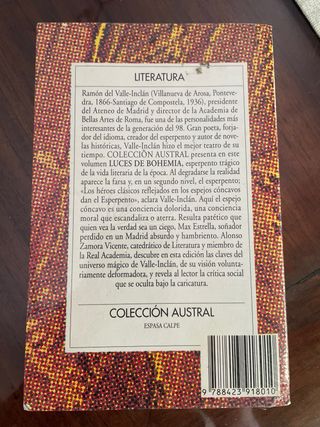 LITERATURA
Ramón del Valle-Inclán (Villanueva de Arosa, Ponteve-
dra, 1866-Santiago de Compostela, 1936), presidente
del Ateneo de Madrid y director de la Academia de
Bellas Artes de Roma, fue una de las personalidades más
interesantes de la generación del 98. Gran poeta, forja-
dor del idioma, creador del esperpento y autor de nove-
las históricas, Valle-Inclán hizo el mejor teatro de su
tiempo. COLECCIÓN AUSTRAL presenta en este
volumen LUCES DE BOHEMIA, esperpento trágico
de la vida literaria de la época. Al degradarse la realidad
aparece la farsa y, en un segundo nivel, el esperpento;
«Los héroes clásicos reflejados en los espejos cóncavos
dan el Esperpento», aclara Valle-Inclán. Aquí el espejo
cóncavo es una conciencia dolorida, una conciencia
moral que escandaliza o aterra. Resulta patético que
quien vea la verdad sea un ciego, Max Estrella, soñador
perdido en un Madrid absurdo y hambriento. Alonso
Zamora Vicente, catedrático de Literatura y miembro de
la Real Academia, descubre en esta edición las claves del
universo mágico de Valle-Inclán, de su visión voluntaria-
mente deformadora, y revela al lector la crítica social
que se oculta bajo la caricatura.
COLECCIÓN AUSTRAL
ESPASA CALPE
9 788423 918010